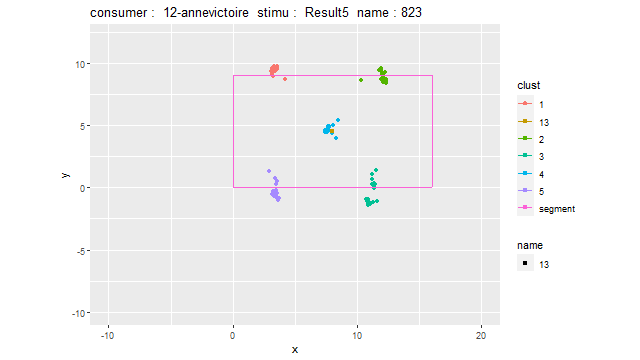 consumer :  12-annevictoire  stimu :  Result5  name : 823
10
5
0
-5
-10
y
-10
0
10
20
x
clust
1
13
2
3
4
5
segment
name
13